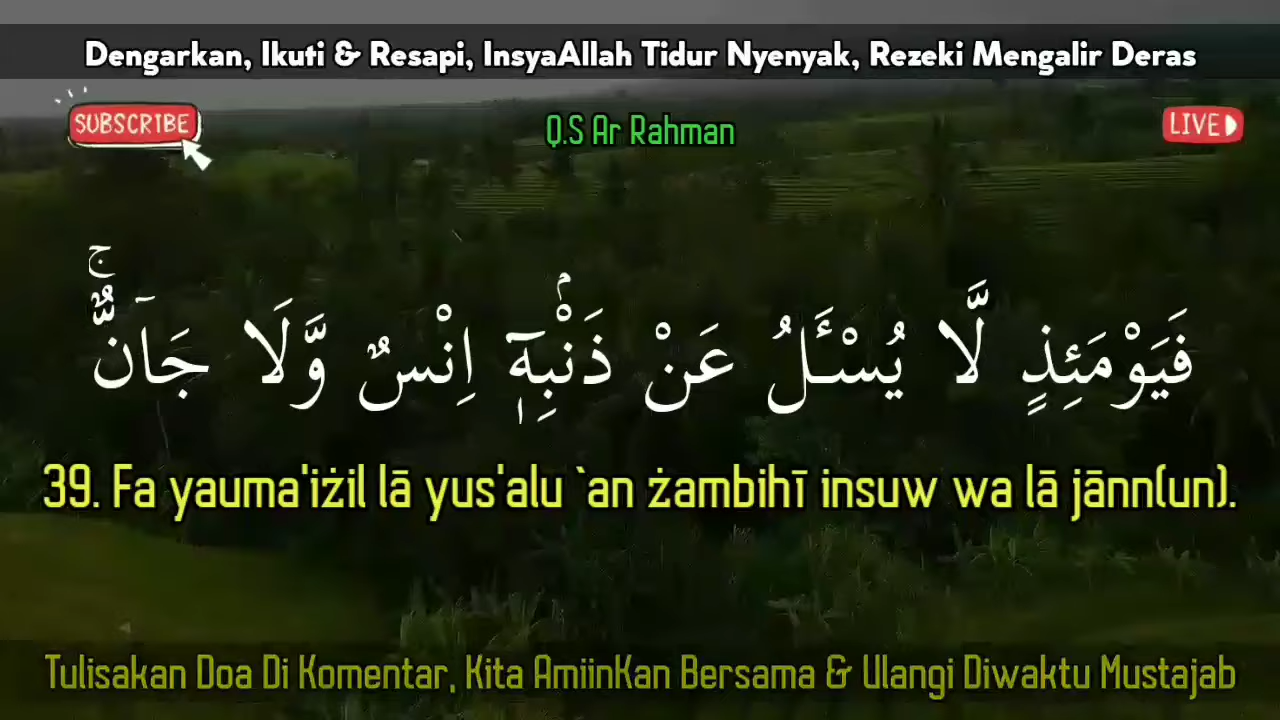 Dengarkan, Ikuti & Resapi, InsyaAllah Tidur Nyenyak, Rezeki Mengalir Deras
SUBSCRIBE
Q.S Ar Rahman
LIVE
فَيَوْمَئِذٍ لَّا يُسْـَٔلُ عَنْ ذَنْۢبِهٖٓ اِنْسٌ وَّلَا جَاۤنٌّۚ
39. Fa yauma'iżil lā yus'alu `an żambihī insuw wa lā jānn(un).
Tulisakan Doa Di Komentar, Kita AmiinKan Bersama & Ulangi Diwaktu Mustajab